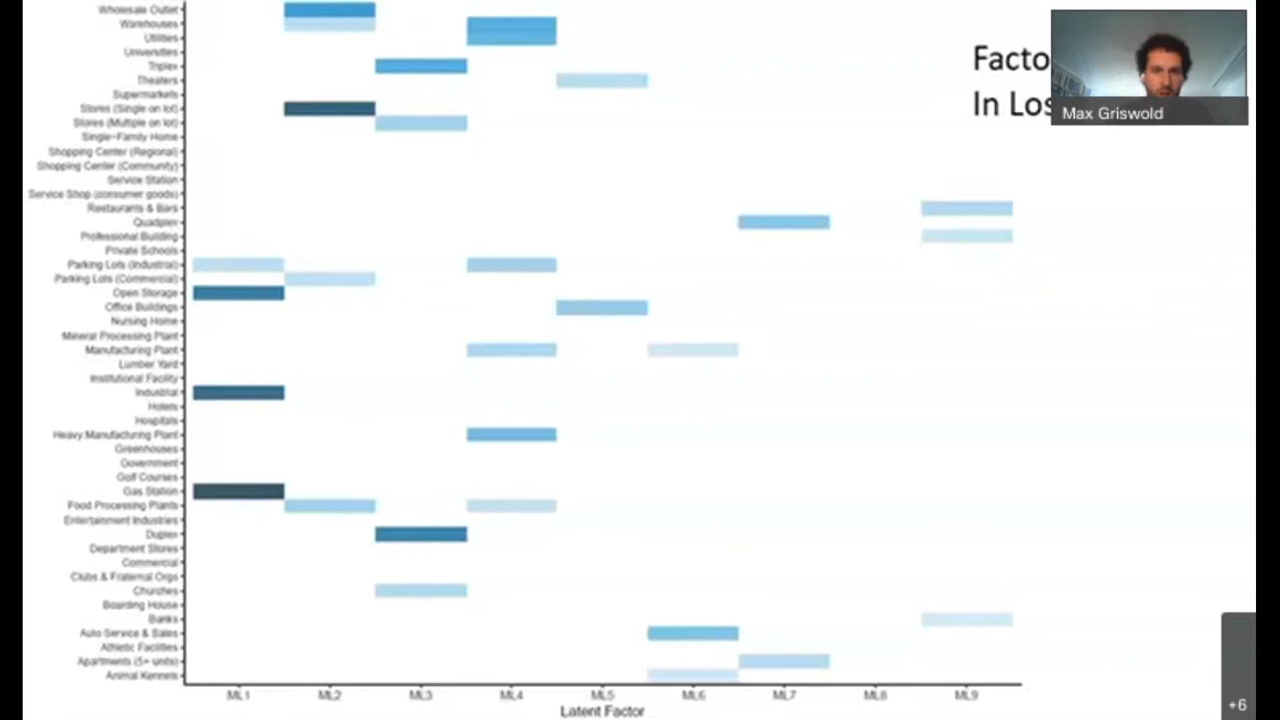 Wholesale Outlet
Warehouses
Utilities
Universities
Triplex
Theaters
Supermarkets
Stores (Single on lot)
Stores (Multiple on lot)
Single-Family Home
Shopping Center (Regional)
Shopping Center (Community)
Service Station
Service Shop (consumer goods)
Restaurants & Bars
Quadplex
Professional Building
Private Schools
Parking Lots (Industrial)
Parking Lots (Commercial)
Open Storage
Office Buildings
Nursing Home
Mineral Processing Plant
Manufacturing Plant
Lumber Yard
Institutional Facility
Industrial
Hotels
Hospitals
Heavy Manufacturing Plant
Greenhouses
Government
Golf Courses
Gas Station
Food Processing Plants
Entertainment Industries
Duplex
Department Stores
Commercial
Clubs & Fraternal Orgs
Churches
Boarding House
Banks
Auto Service & Sales
Athletic Facilities
Apartments (5+ units)
Animal Kennels
ML1 ML2 ML3 ML4 ML5 ML6 ML7 ML8 ML9
Latent Factor
Facto
In Los
Max Griswold
+6